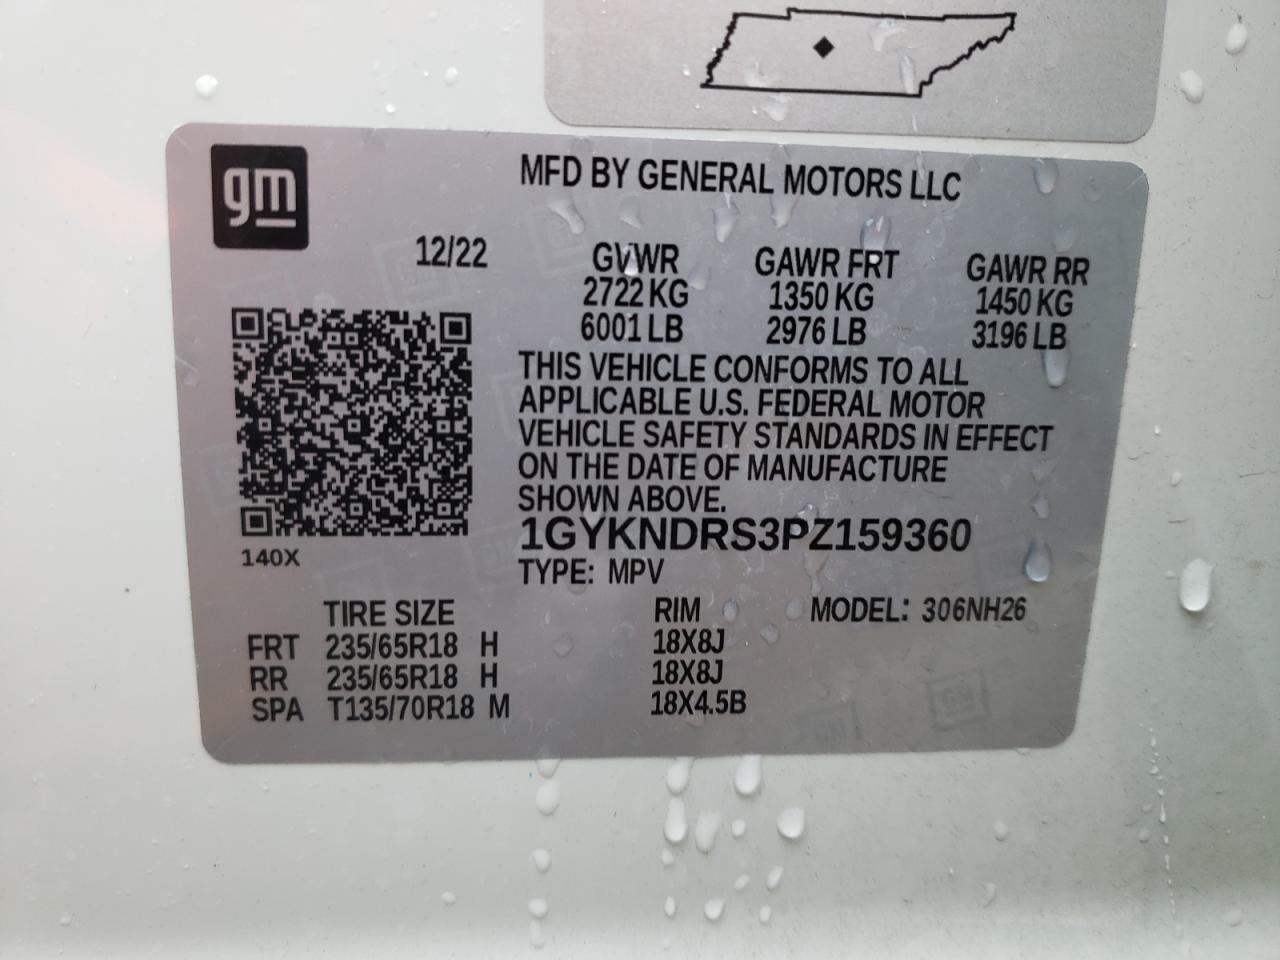 gm
MFD BY GENERAL MOTORS LLC
12/22 GVWR GAWR FRT GAWR RR
2722 KG 1350 KG 1450 KG
6001 LB 2976 LB 3196 LB
THIS VEHICLE CONFORMS TO ALL
APPLICABLE U.S. FEDERAL MOTOR
VEHICLE SAFETY STANDARDS IN EFFECT
ON THE DATE OF MANUFACTURE
SHOWN ABOVE.
1GYKNDRS3PZ159360
140X
TYPE: MPV
TIRE SIZE RIM MODEL: 306NH26
FRT 235/65R18 H 18X8J
RR 235/65R18 H 18X8J
SPA T135/70R18 M 18X4.5B